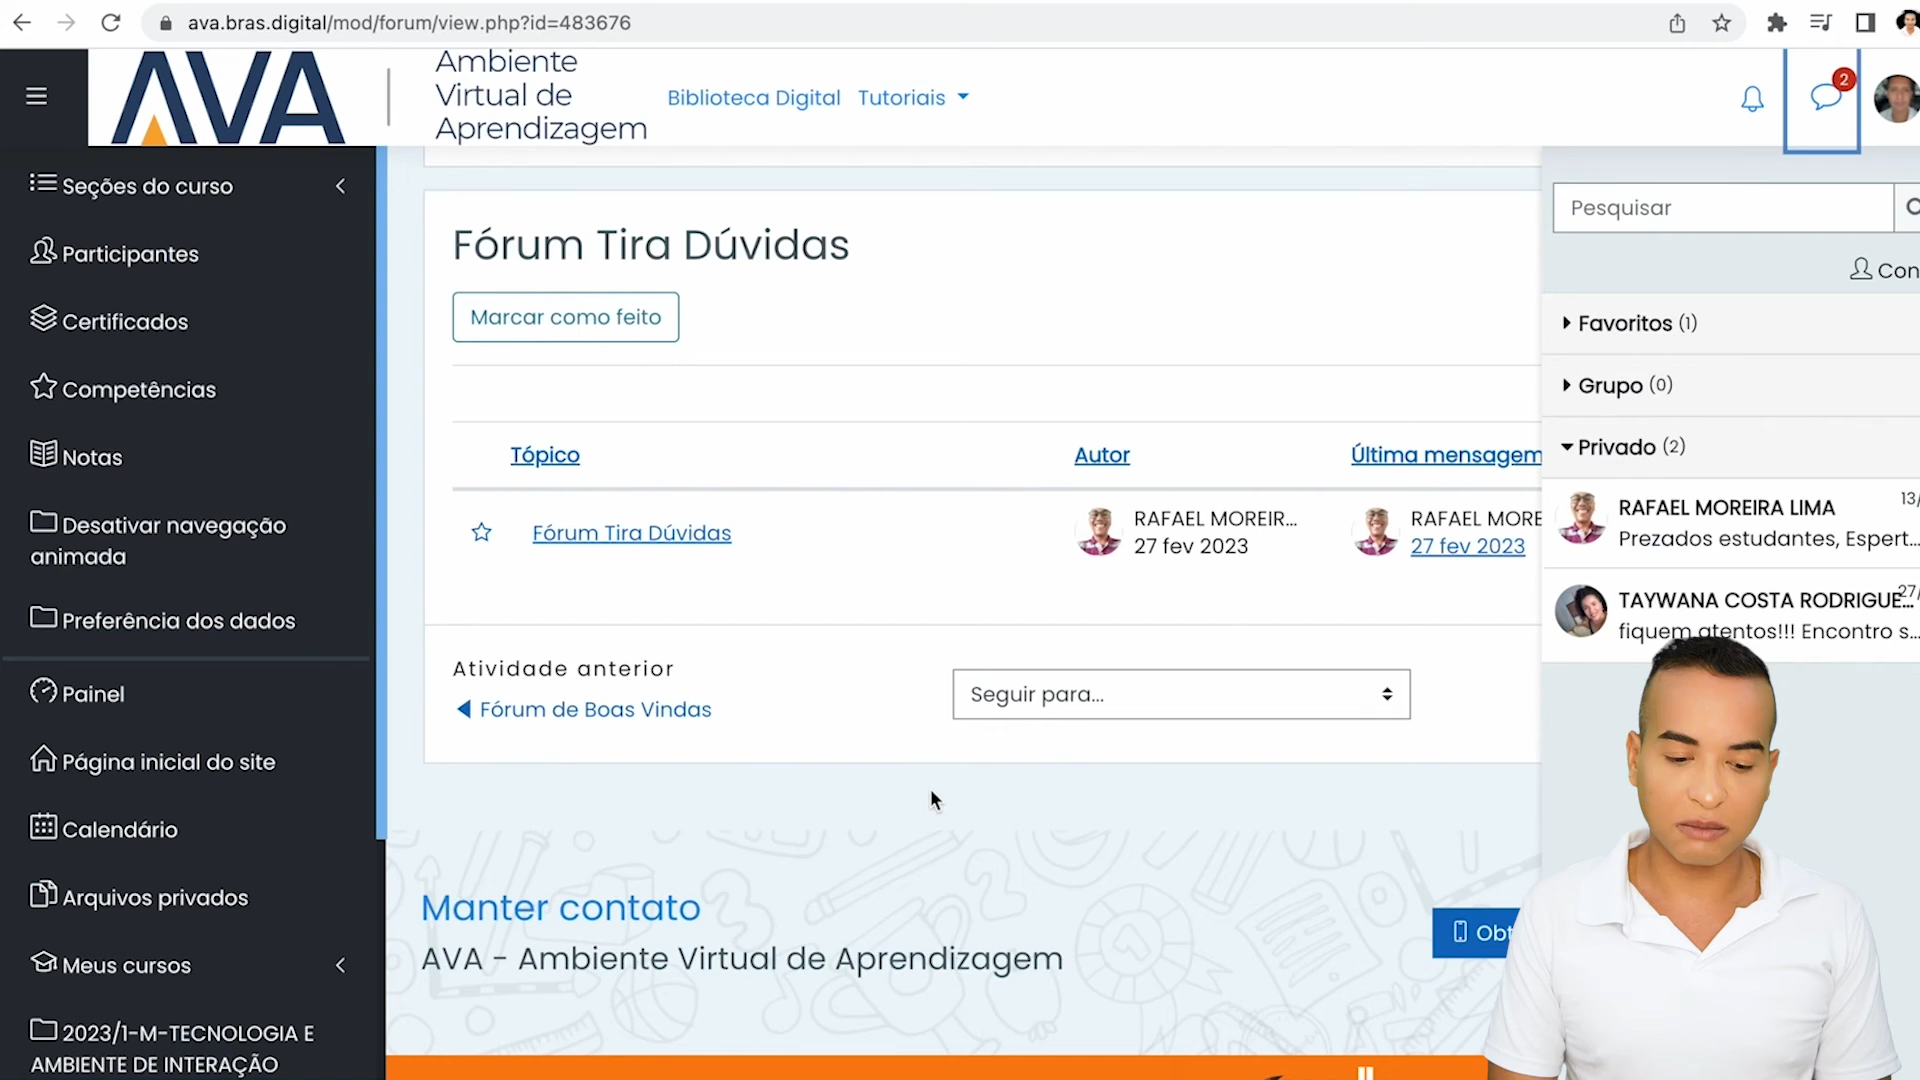 ava.bras.digital/mod/forum/view.php?id=483676
AVA
Ambiente
Virtual de
Aprendizagem
Biblioteca Digital
Tutoriais
2
Seções do curso
Participantes
Certificados
Competências
Notas
Desativar navegação
animada
Preferência dos dados
Painel
Página inicial do site
Calendário
Arquivos privados
Meus cursos
2023/1-M-TECNOLOGIA E
AMBIENTE DE INTERAÇÃO
Fórum Tira Dúvidas
Marcar como feito
Tópico
Autor
Última mensagem
Fórum Tira Dúvidas
RAFAEL MOREIR...
27 fev 2023
RAFAEL MORE
27 fev 2023
Atividade anterior
Fórum de Boas Vindas
Seguir para...
Manter contato
AVA - Ambiente Virtual de Aprendizagem
Obt
Pesquisar
Con
Favoritos (1)
Grupo (0)
Privado (2)
RAFAEL MOREIRA LIMA
13/
Prezados estudantes, Espert...
TAYWANA COSTA RODRIGUE...
27/
fiquem atentos!!! Encontro s...